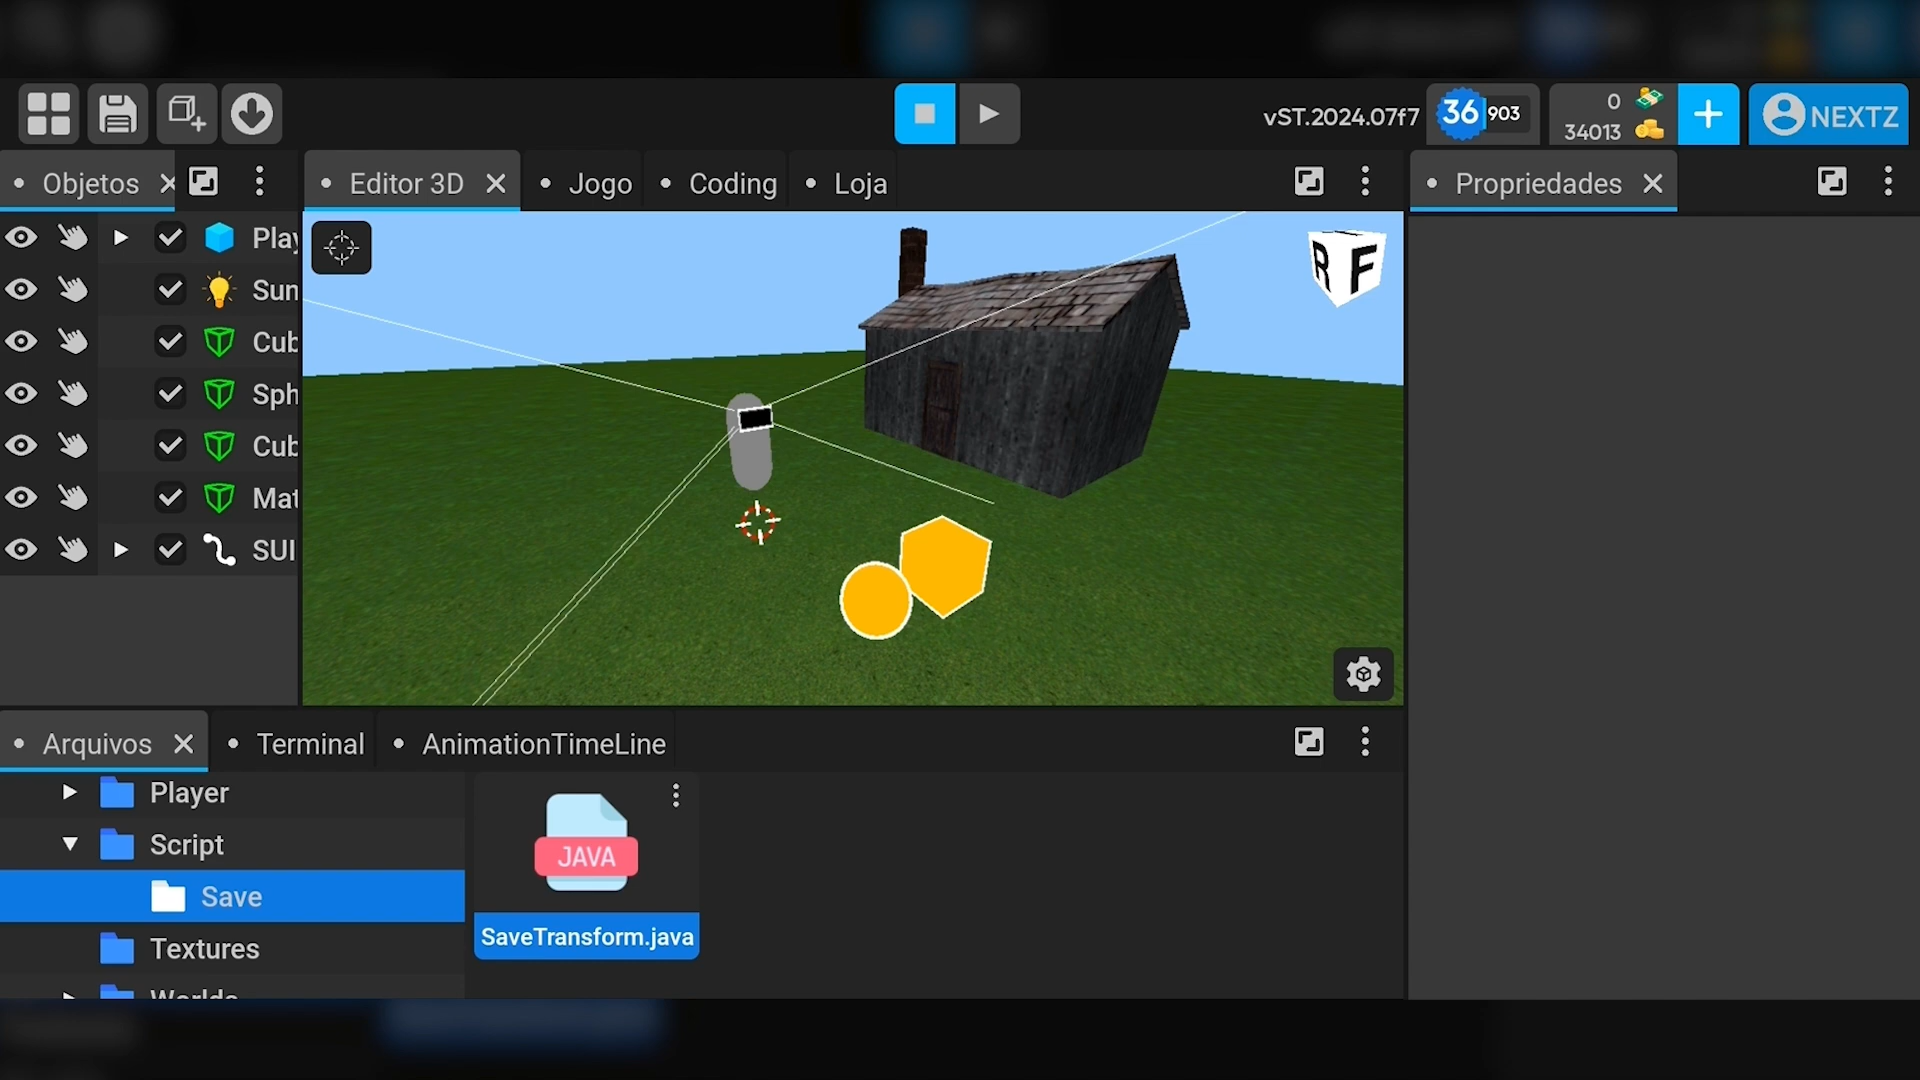 vST.2024.07f7
36
903
0
34013
NEXTZ
Objetos
Editor 3D
Jogo
Coding
Loja
Propriedades
Play
Sun
Cub
Sph
Cub
Mat
SUI
R F
Arquivos
Terminal
AnimationTimeLine
Player
Script
Save
Textures
Worlds
JAVA
SaveTransform.java